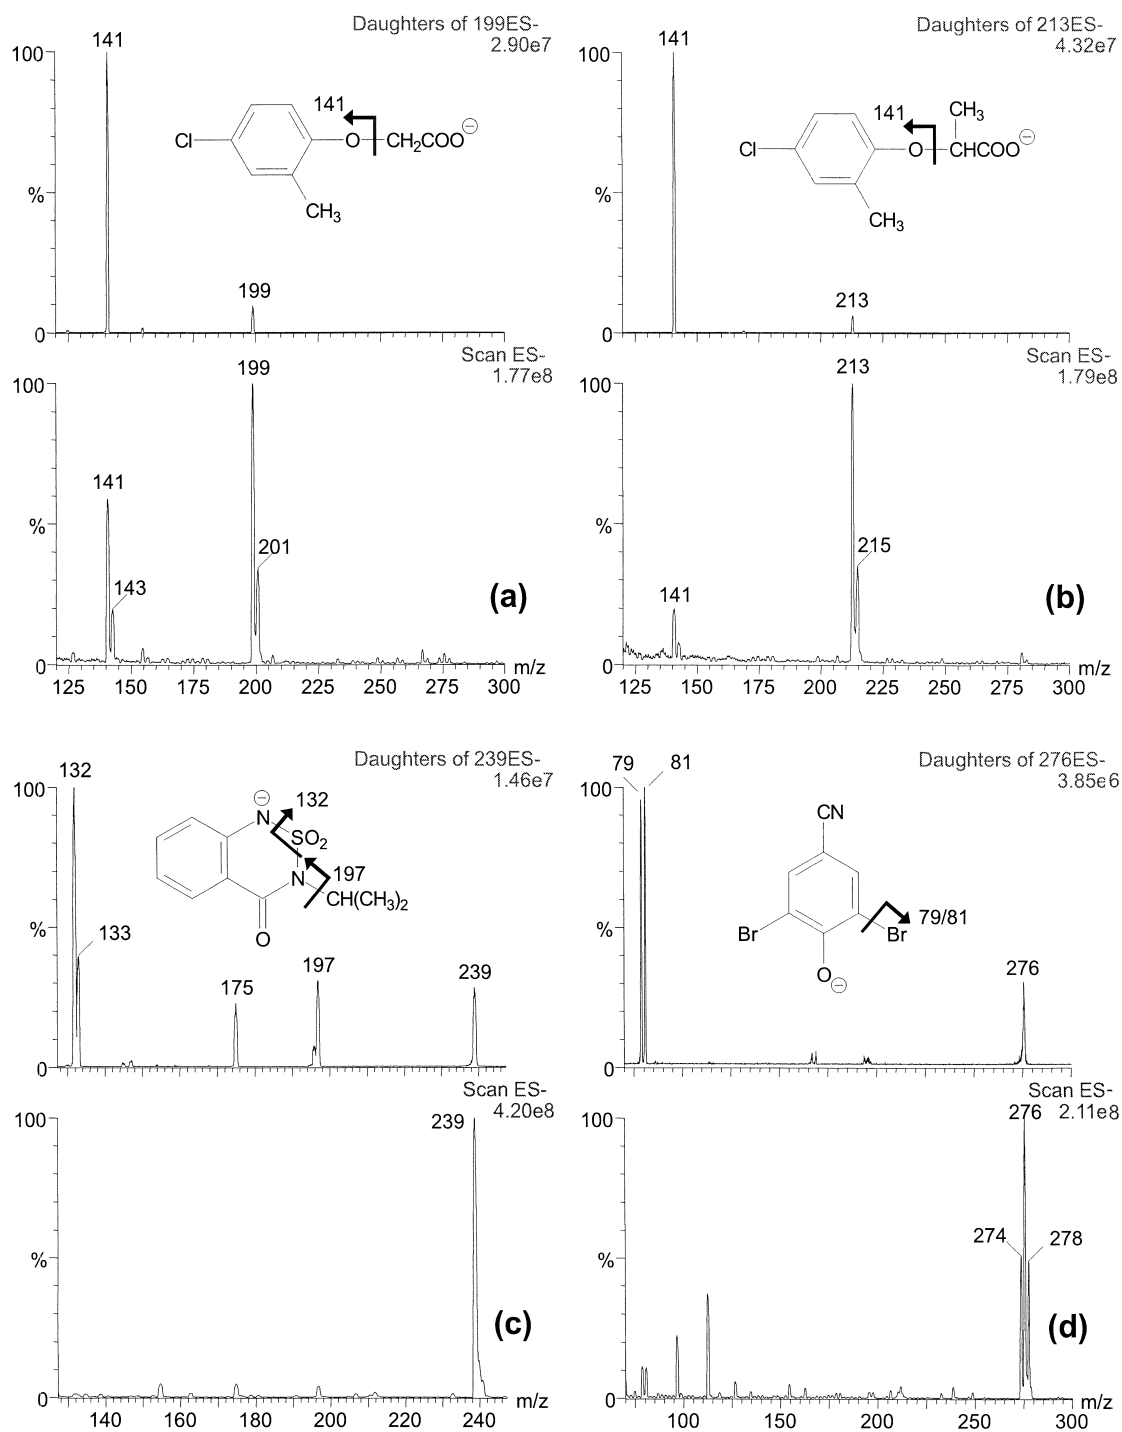 Daughters of 199ES-
2.90e7
141
100
141
Cl
O
CH₂COO⊖
CH₃
%
199
0
Scan ES-
1.77e8
199
100
141
%
201
143
(a)
0
m/z
125 150 175 200 225 250 275 300
Daughters of 213ES-
4.32e7
141
100
CH₃
141
Cl
O
CHCOO⊖
CH₃
%
213
0
Scan ES-
1.79e8
213
100
%
215
141
(b)
0
m/z
125 150 175 200 225 250 275 300
Daughters of 239ES-
1.46e7
132
100
⊖
N
132
SO₂
197
N
CH(CH₃)₂
O
%
133
197
175
239
0
Scan ES-
4.20e8
239
100
%
(c)
0
m/z
140 160 180 200 220 240
Daughters of 276ES-
3.85e6
79
81
100
CN
%
79/81
Br
Br
O⊖
276
0
Scan ES-
2.11e8
276
100
274
278
%
(d)
0
m/z
100 150 200 250 300